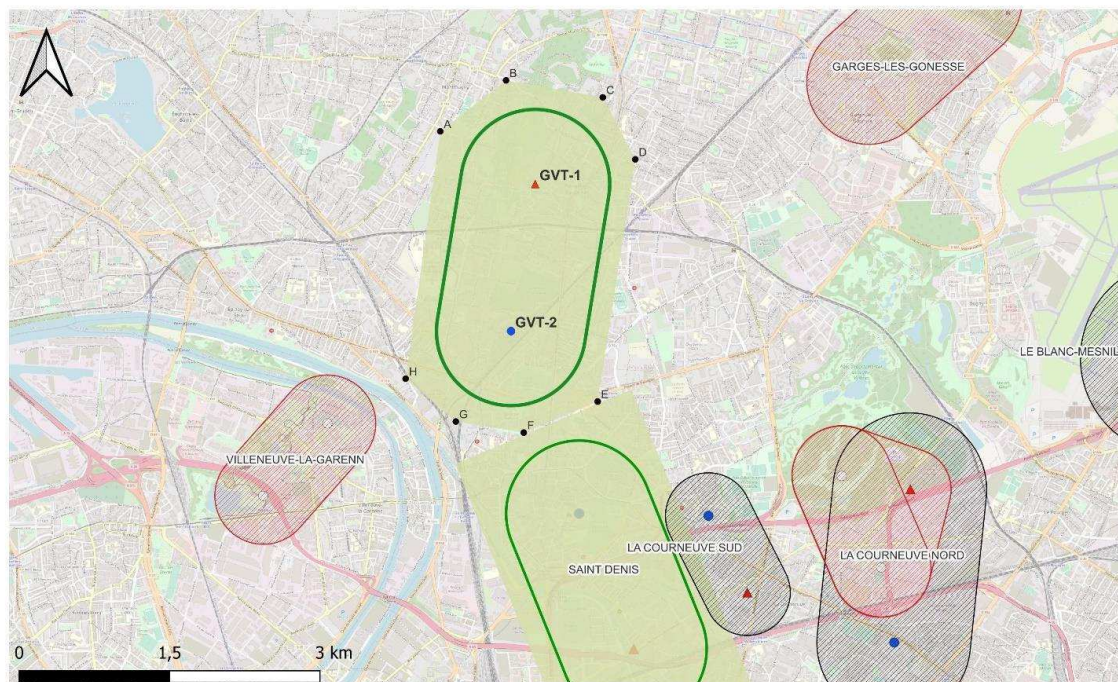 GARGES-LES-GONESSE
B
C
A
D
GVT-1
GVT-2
LE BLANC-MESNIL
H
E
G
F
VILLENEUVE-LA-GARENN
LA COURNEUVE SUD
LA COURNEUVE NORD
SAINT DENIS
0 1,5 3 km